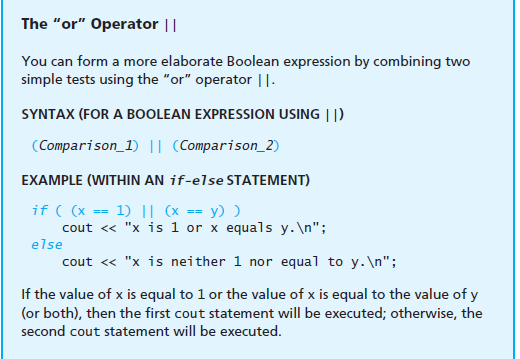 The “or” Operator ||
You can form a more elaborate Boolean expression by combining two
simple tests using the “or” operator ||.
SYNTAX (FOR A BOOLEAN EXPRESSION USING ||)
(Comparison_1) || (Comparison_2)
EXAMPLE (WITHIN AN if-else STATEMENT)
if ( (x == 1) || (x == y) )
    cout << "x is 1 or x equals y.\n";
else
    cout << "x is neither 1 nor equal to y.\n";
If the value of x is equal to 1 or the value of x is equal to the value of y
(or both), then the first cout statement will be executed; otherwise, the
second cout statement will be executed.